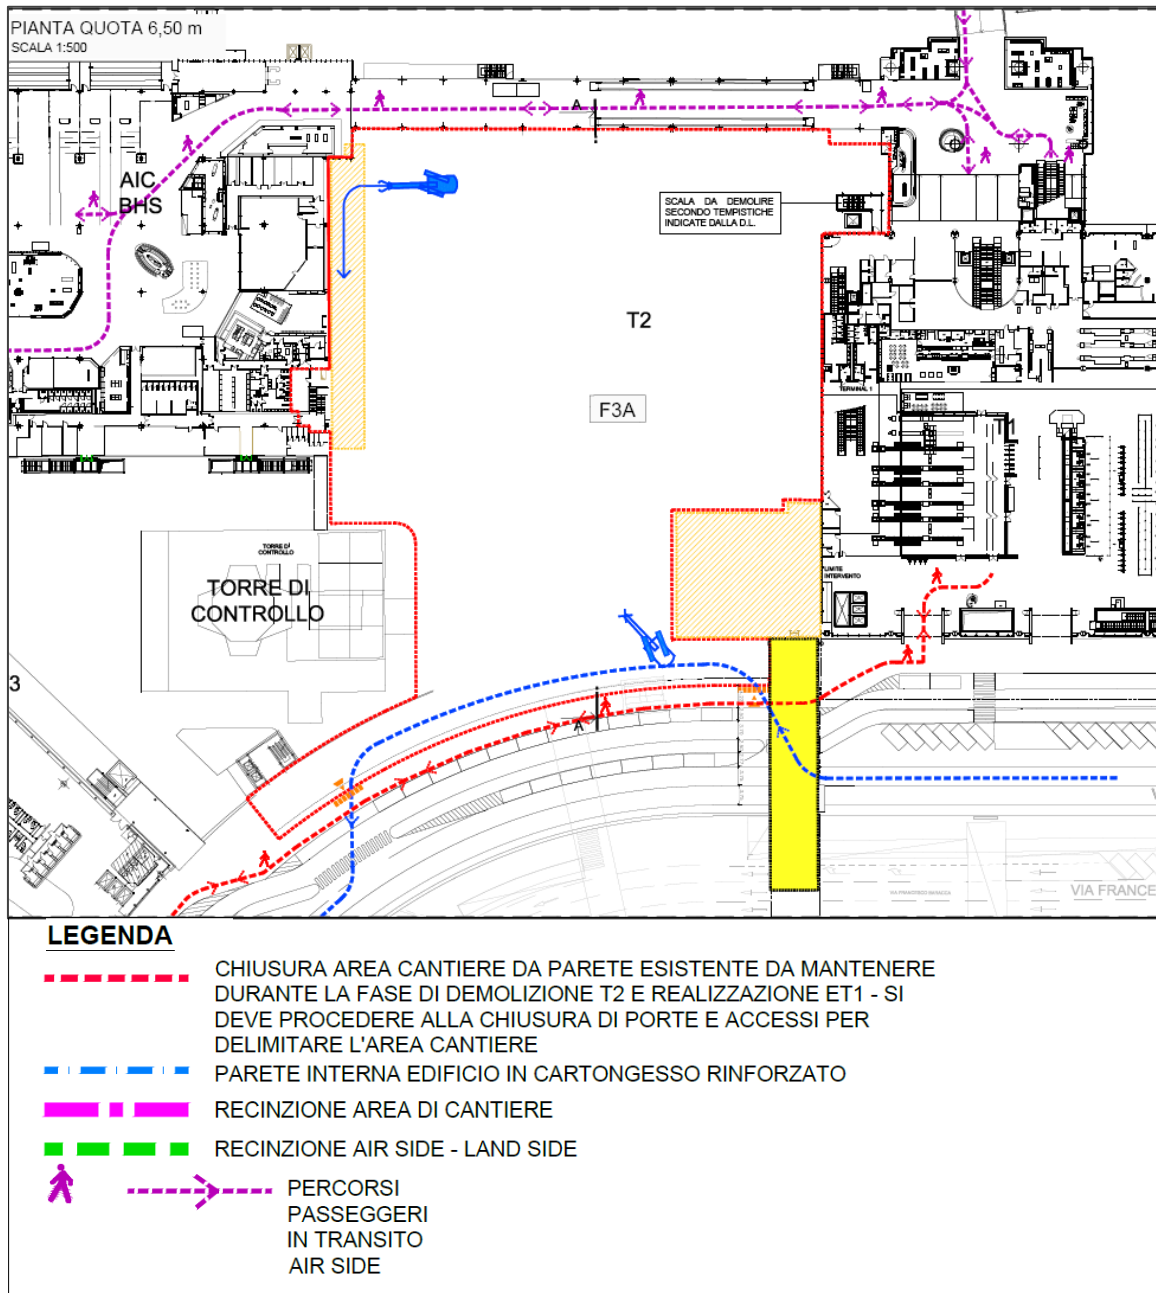 PIANTA QUOTA 6,50 m
SCALA 1:500
A
AIC
BHS
SCALA DA DEMOLIRE
SECONDO TEMPISTICHE
INDICATE DALLA D.L.
T2
F3A
TERMINAL 1
T1
TORRE DI
CONTROLLO
TORRE DI
CONTROLLO
LIMITE
INTERVENTO
3
A
VIA FRANCESCO BARACCA
VIA FRANCE
LEGENDA
CHIUSURA AREA CANTIERE DA PARETE ESISTENTE DA MANTENERE
DURANTE LA FASE DI DEMOLIZIONE T2 E REALIZZAZIONE ET1 - SI
DEVE PROCEDERE ALLA CHIUSURA DI PORTE E ACCESSI PER
DELIMITARE L'AREA CANTIERE
PARETE INTERNA EDIFICIO IN CARTONGESSO RINFORZATO
RECINZIONE AREA DI CANTIERE
RECINZIONE AIR SIDE - LAND SIDE
PERCORSI
PASSEGGERI
IN TRANSITO
AIR SIDE